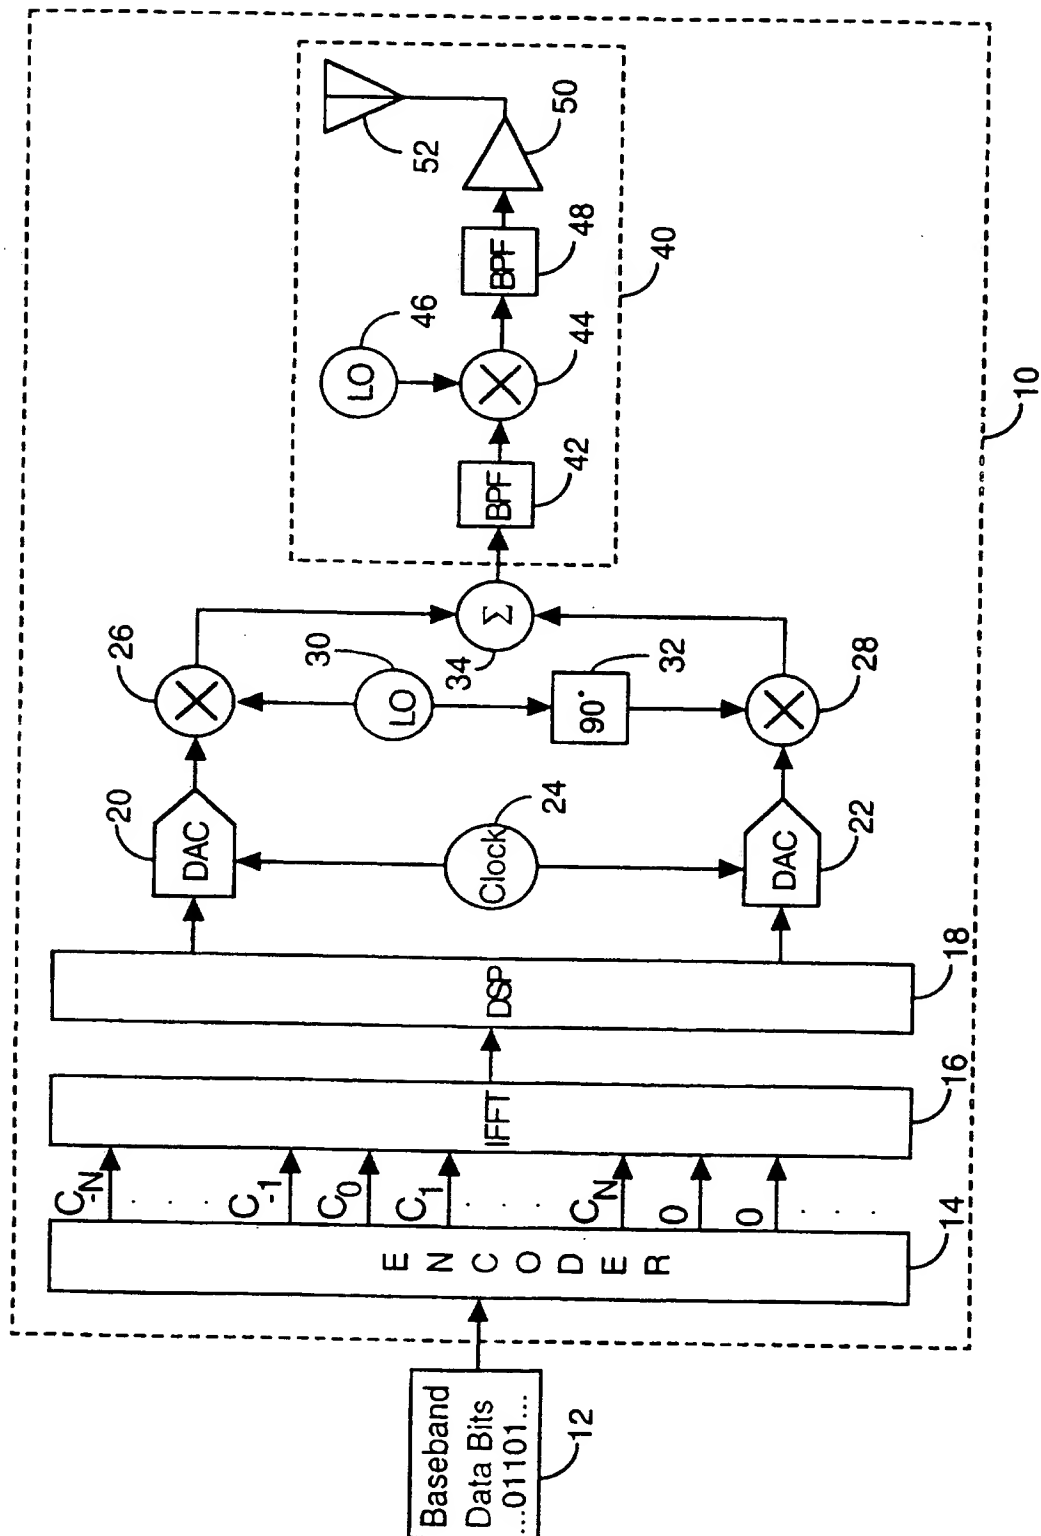 Baseband
Data Bits
...01101...
12
ENCODER
14
C-N
C-1
C0
C1
CN
0
0
IFFT
16
DSP
18
DAC
20
Clock
24
DAC
22
26
LO
30
90°
32
28
Σ
34
BPF
42
LO
46
44
BPF
48
50
52
40
10